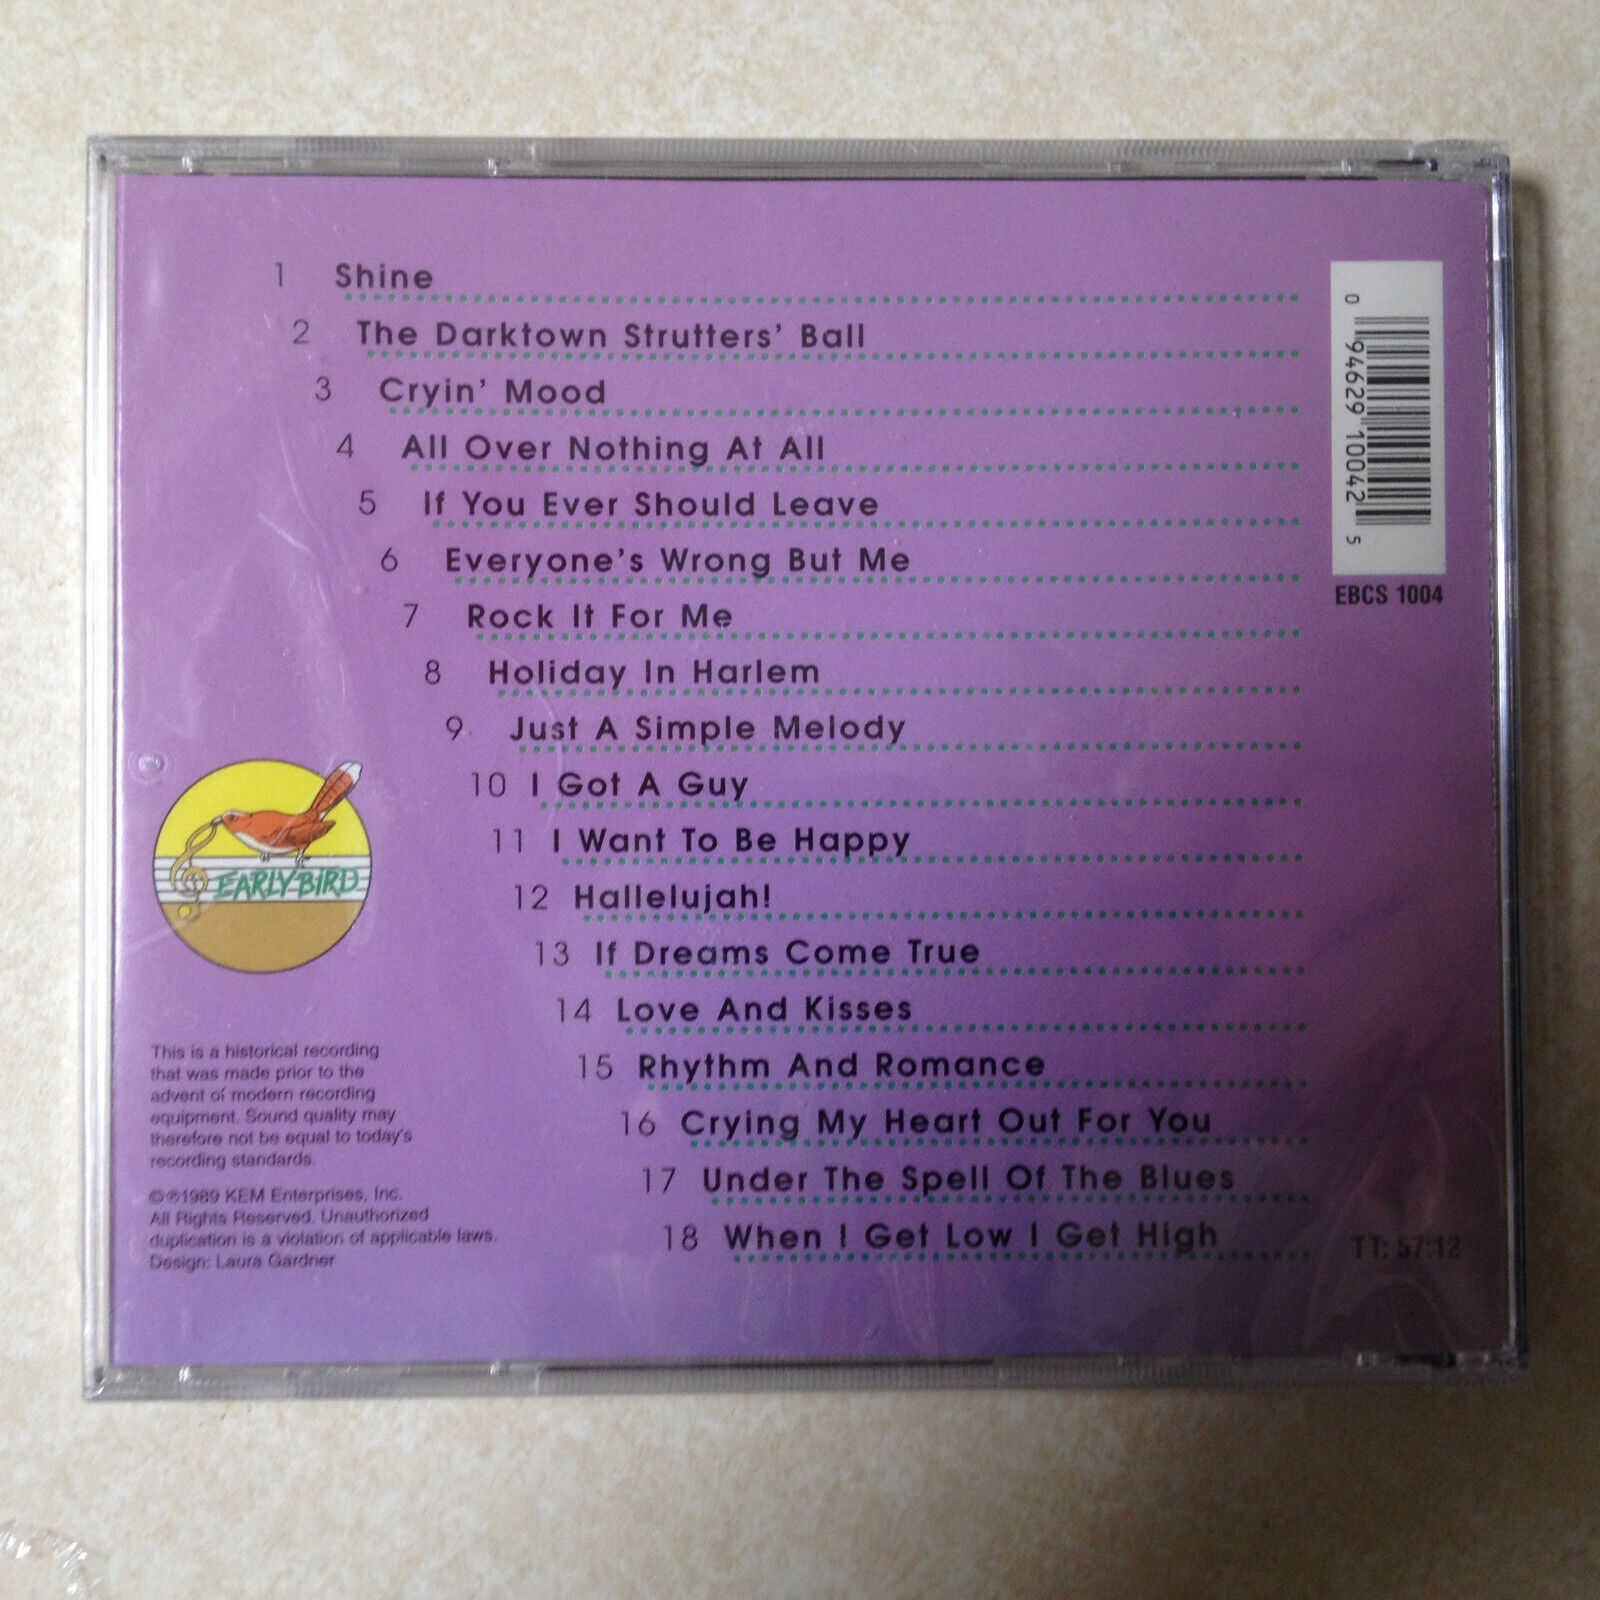 1 Shine
2 The Darktown Strutters' Ball
3 Cryin' Mood
4 All Over Nothing At All
5 If You Ever Should Leave
6 Everyone's Wrong But Me
7 Rock It For Me
8 Holiday In Harlem
9 Just A Simple Melody
10 I Got A Guy
11 I Want To Be Happy
12 Hallelujah!
13 If Dreams Come True
14 Love And Kisses
15 Rhythm And Romance
16 Crying My Heart Out For You
17 Under The Spell Of The Blues
18 When I Get Low I Get High
TT: 57:12
0 94629 10042 5
EBCS 1004
EARLY BIRD
This is a historical recording
that was made prior to the
advent of modern recording
equipment. Sound quality may
therefore not be equal to today's
recording standards.
©℗1989 KEM Enterprises, Inc.
All Rights Reserved. Unauthorized
duplication is a violation of applicable laws.
Design: Laura Gardner